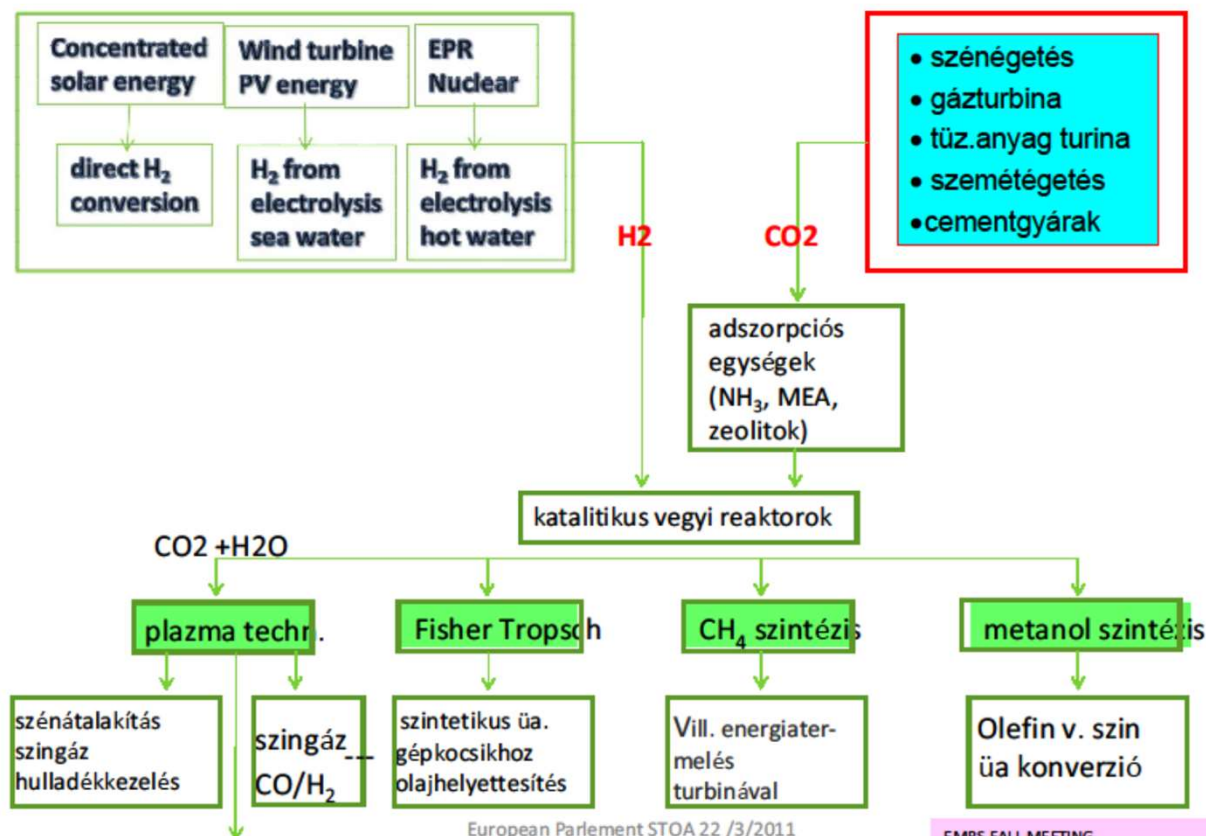 Concentrated
solar energy
Wind turbine
PV energy
EPR
Nuclear
direct H₂
conversion
H₂ from
electrolysis
sea water
H₂ from
electrolysis
hot water
• szénégetés
• gázturbina
• tüz.anyag turina
• szemétégetés
•cementgyárak
H2
CO2
adszorpciós
egységek
(NH₃, MEA,
zeolitok)
katalitikus vegyi reaktorok
CO2 +H2O
plazma techn.
Fisher Tropsch
CH₄ szintézis
metanol szintézis
szénátalakítás
szingáz
hulladékkezelés
szingáz
CO/H₂
szintetikus üa.
gépkocsikhoz
olajhelyettesítés
Vill. energiater-
melés
turbinával
Olefin v. szin
üa konverzió
European Parlement STOA 22 /3/2011
EMRS FALL MEETING